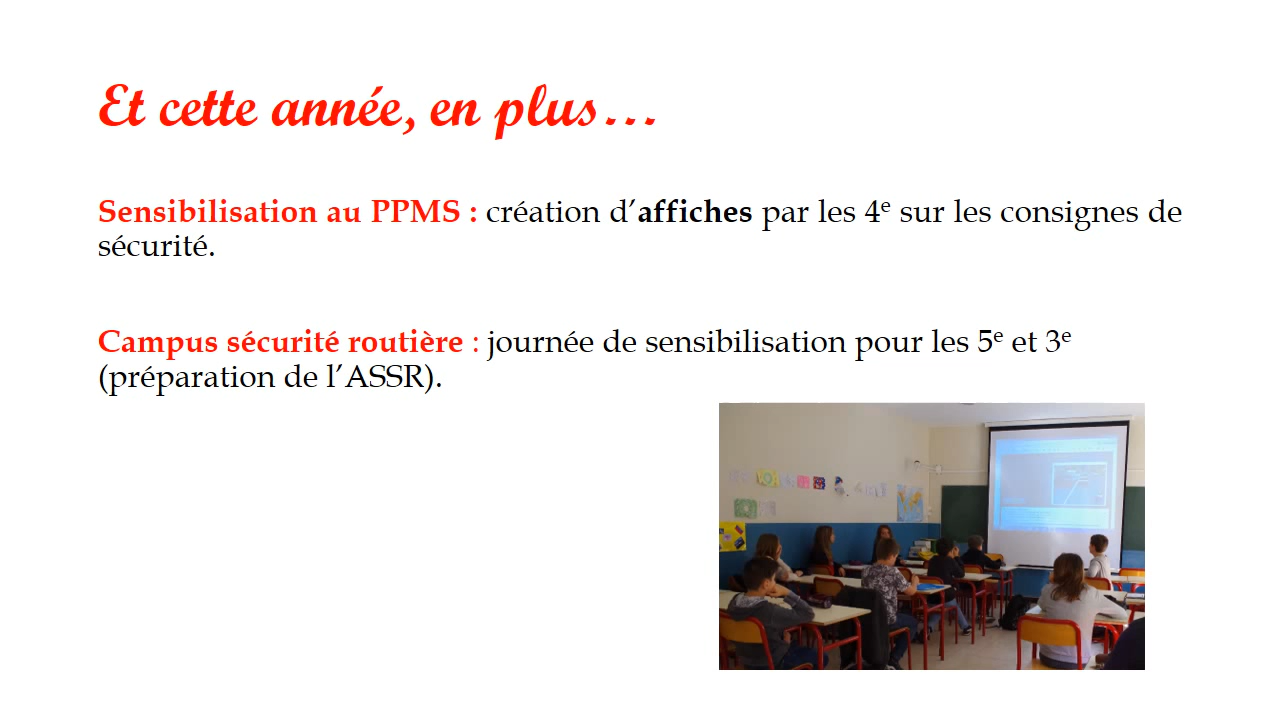 Et cette année, en plus…
Sensibilisation au PPMS : création d’affiches par les 4e sur les consignes de
sécurité.
Campus sécurité routière : journée de sensibilisation pour les 5e et 3e
(préparation de l’ASSR).